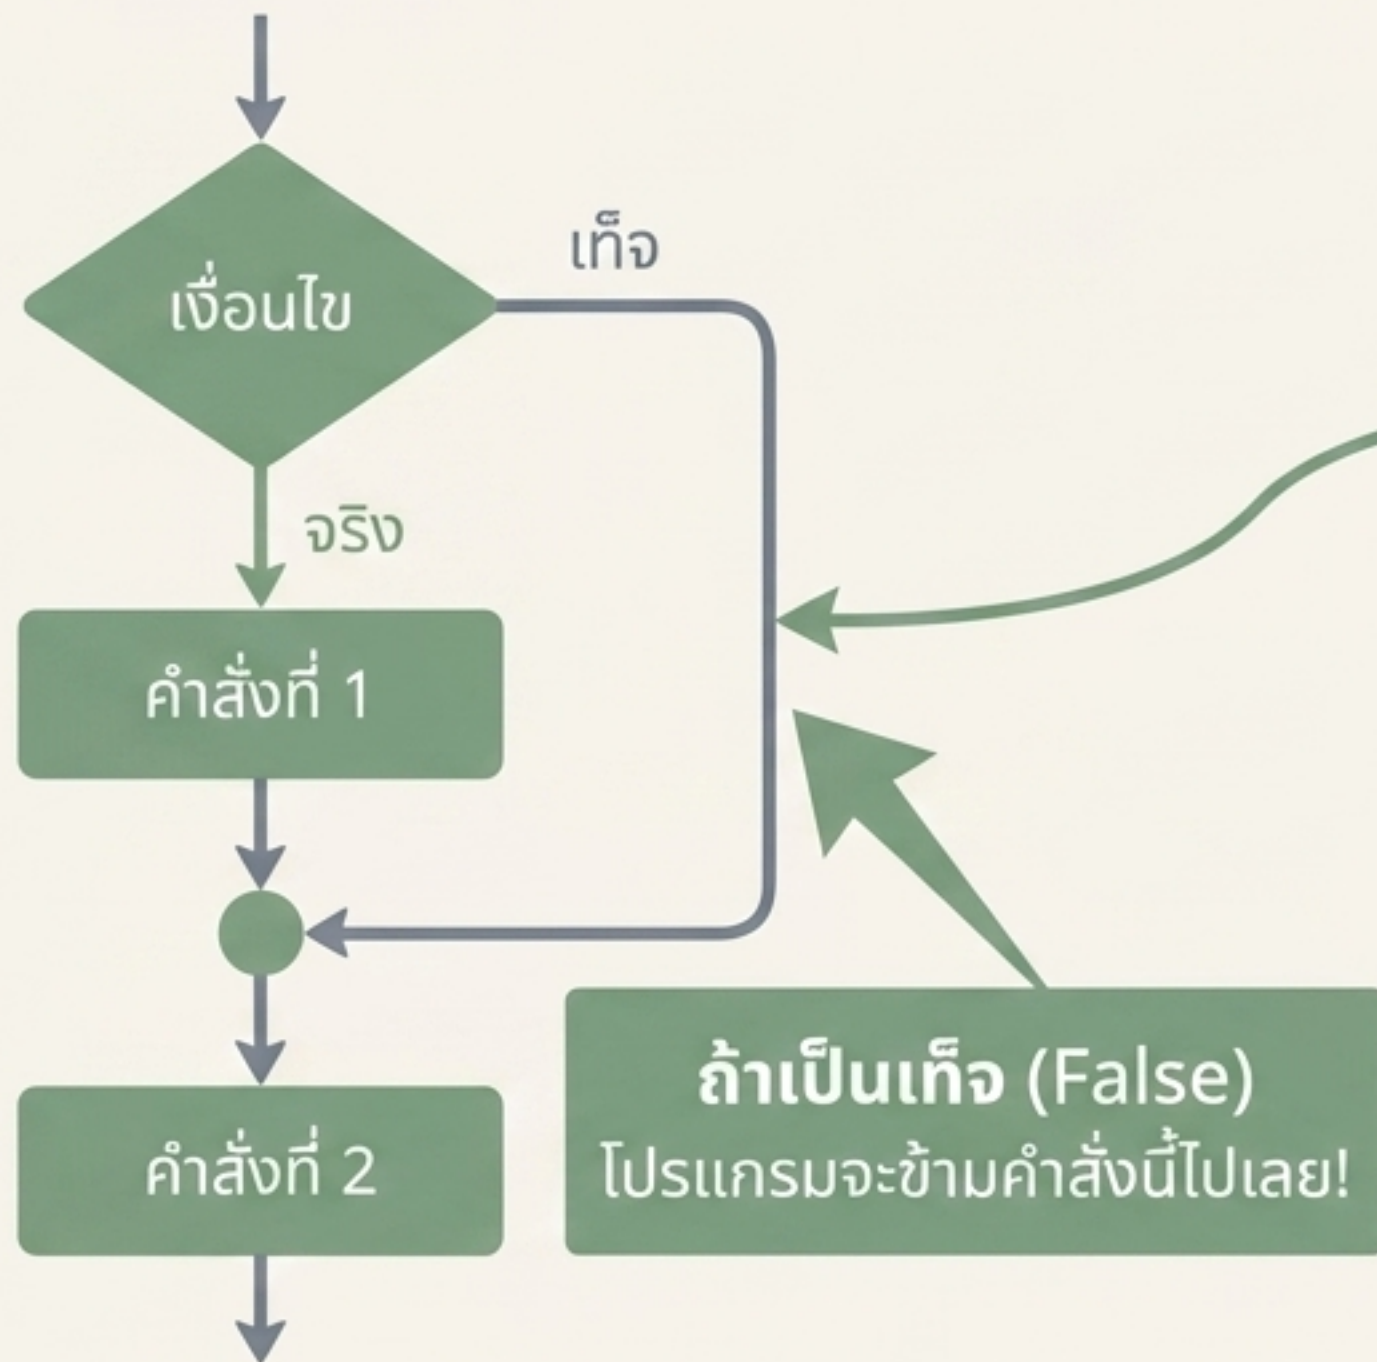 เท็จ
เงื่อนไข
จริง
คำสั่งที่ 1
คำสั่งที่ 2
ถ้าเป็นเท็จ (False)
โปรแกรมจะข้ามคำสั่งนี้ไปเลย!